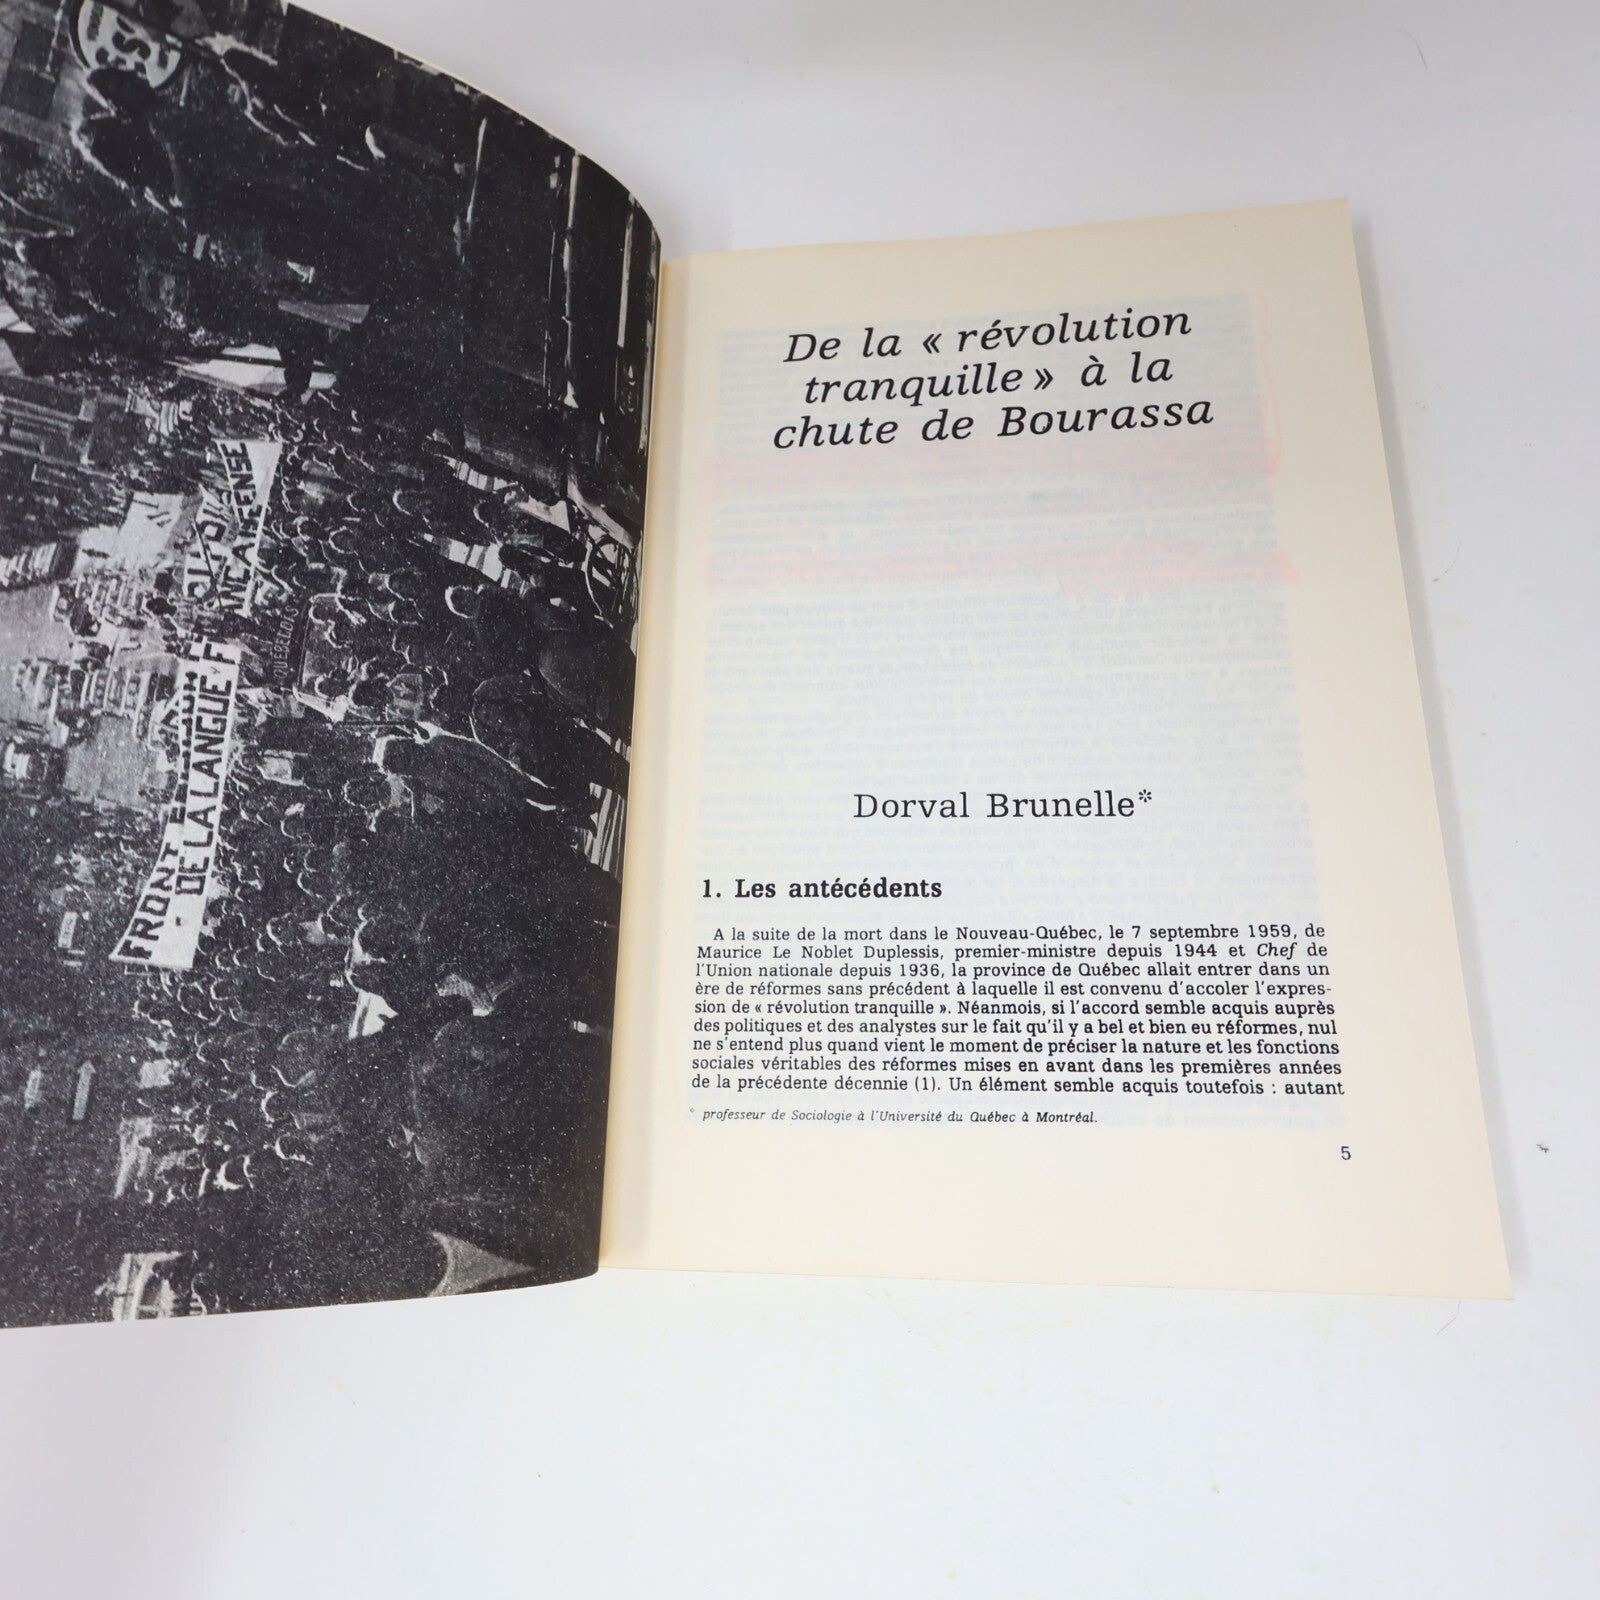 FRONT COMMUN
DE LA LANGUE F
QUÉBÉCOIS
De la « révolution
tranquille » à la
chute de Bourassa
Dorval Brunelle*
1. Les antécédents
A la suite de la mort dans le Nouveau-Québec, le 7 septembre 1959, de
Maurice Le Noblet Duplessis, premier-ministre depuis 1944 et Chef de
l'Union nationale depuis 1936, la province de Québec allait entrer dans un
ère de réformes sans précédent à laquelle il est convenu d'accoler l'expres-
sion de « révolution tranquille ». Néanmois, si l'accord semble acquis auprès
des politiques et des analystes sur le fait qu'il y a bel et bien eu réformes, nul
ne s'entend plus quand vient le moment de préciser la nature et les fonctions
sociales véritables des réformes mises en avant dans les premières années
de la précédente décennie (1). Un élément semble acquis toutefois : autant
* professeur de Sociologie à l'Université du Québec à Montréal.
5